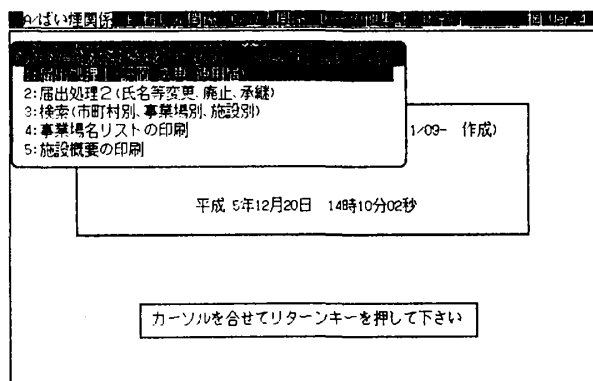 A/ばい煙関係
2:届出処理2(氏名等変更、廃止、承継)
3:検索(市町村別、事業場別、施設別)
4:事業場名リストの印刷
5:施設概要の印刷
1/09- 作成)
平成 5年12月20日 14時10分02秒
カーソルを合せてリターンキーを押して下さい